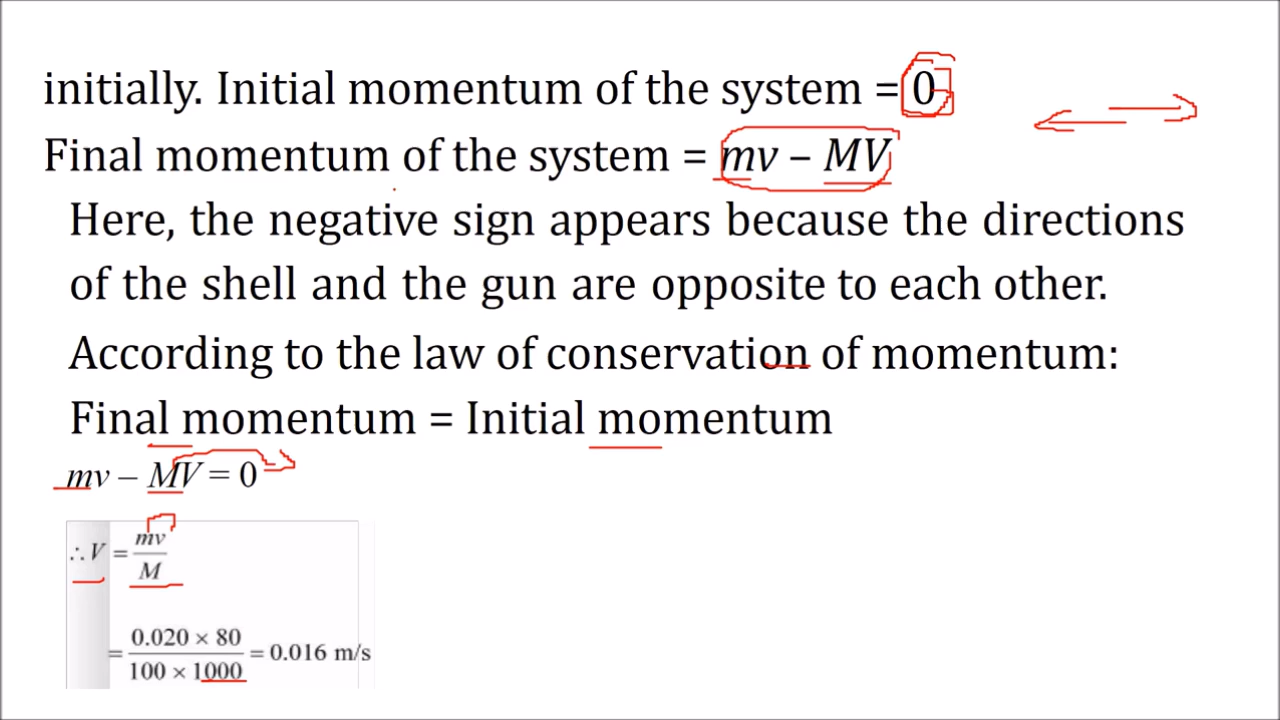 initially. Initial momentum of the system = 0
Final momentum of the system = mv – MV
Here, the negative sign appears because the directions
of the shell and the gun are opposite to each other.
According to the law of conservation of momentum:
Final momentum = Initial momentum
mv – MV = 0
∴ V = mv / M
= 0.020 × 80 / 100 × 1000 = 0.016 m/s